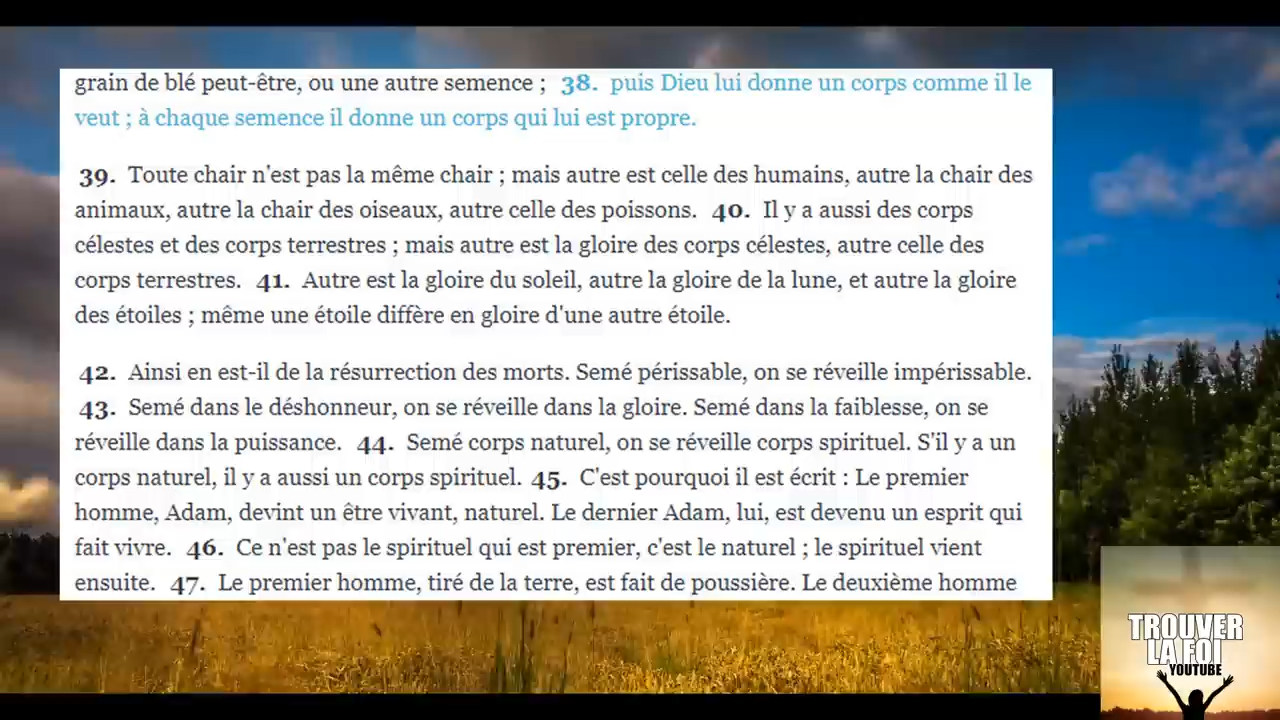 grain de blé peut-être, ou une autre semence ; 38. puis Dieu lui donne un corps comme il le
veut ; à chaque semence il donne un corps qui lui est propre.
39. Toute chair n'est pas la même chair ; mais autre est celle des humains, autre la chair des
animaux, autre la chair des oiseaux, autre celle des poissons. 40. Il y a aussi des corps
célestes et des corps terrestres ; mais autre est la gloire des corps célestes, autre celle des
corps terrestres. 41. Autre est la gloire du soleil, autre la gloire de la lune, et autre la gloire
des étoiles ; même une étoile diffère en gloire d'une autre étoile.
42. Ainsi en est-il de la résurrection des morts. Semé périssable, on se réveille impérissable.
43. Semé dans le déshonneur, on se réveille dans la gloire. Semé dans la faiblesse, on se
réveille dans la puissance. 44. Semé corps naturel, on se réveille corps spirituel. S'il y a un
corps naturel, il y a aussi un corps spirituel. 45. C'est pourquoi il est écrit : Le premier
homme, Adam, devint un être vivant, naturel. Le dernier Adam, lui, est devenu un esprit qui
fait vivre. 46. Ce n'est pas le spirituel qui est premier, c'est le naturel ; le spirituel vient
ensuite. 47. Le premier homme, tiré de la terre, est fait de poussière. Le deuxième homme
TROUVER
LA FOI
YOUTUBE